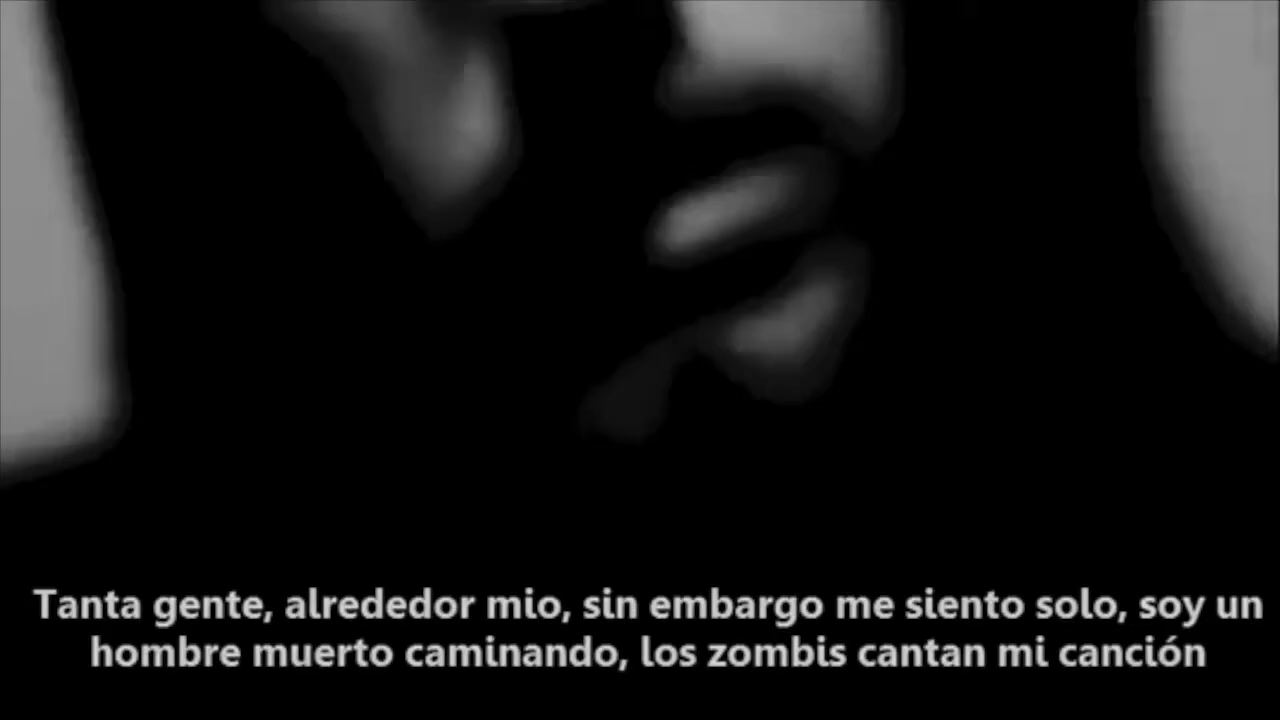 Tanta gente, alrededor mio, sin embargo me siento solo, soy un
hombre muerto caminando, los zombis cantan mi canción